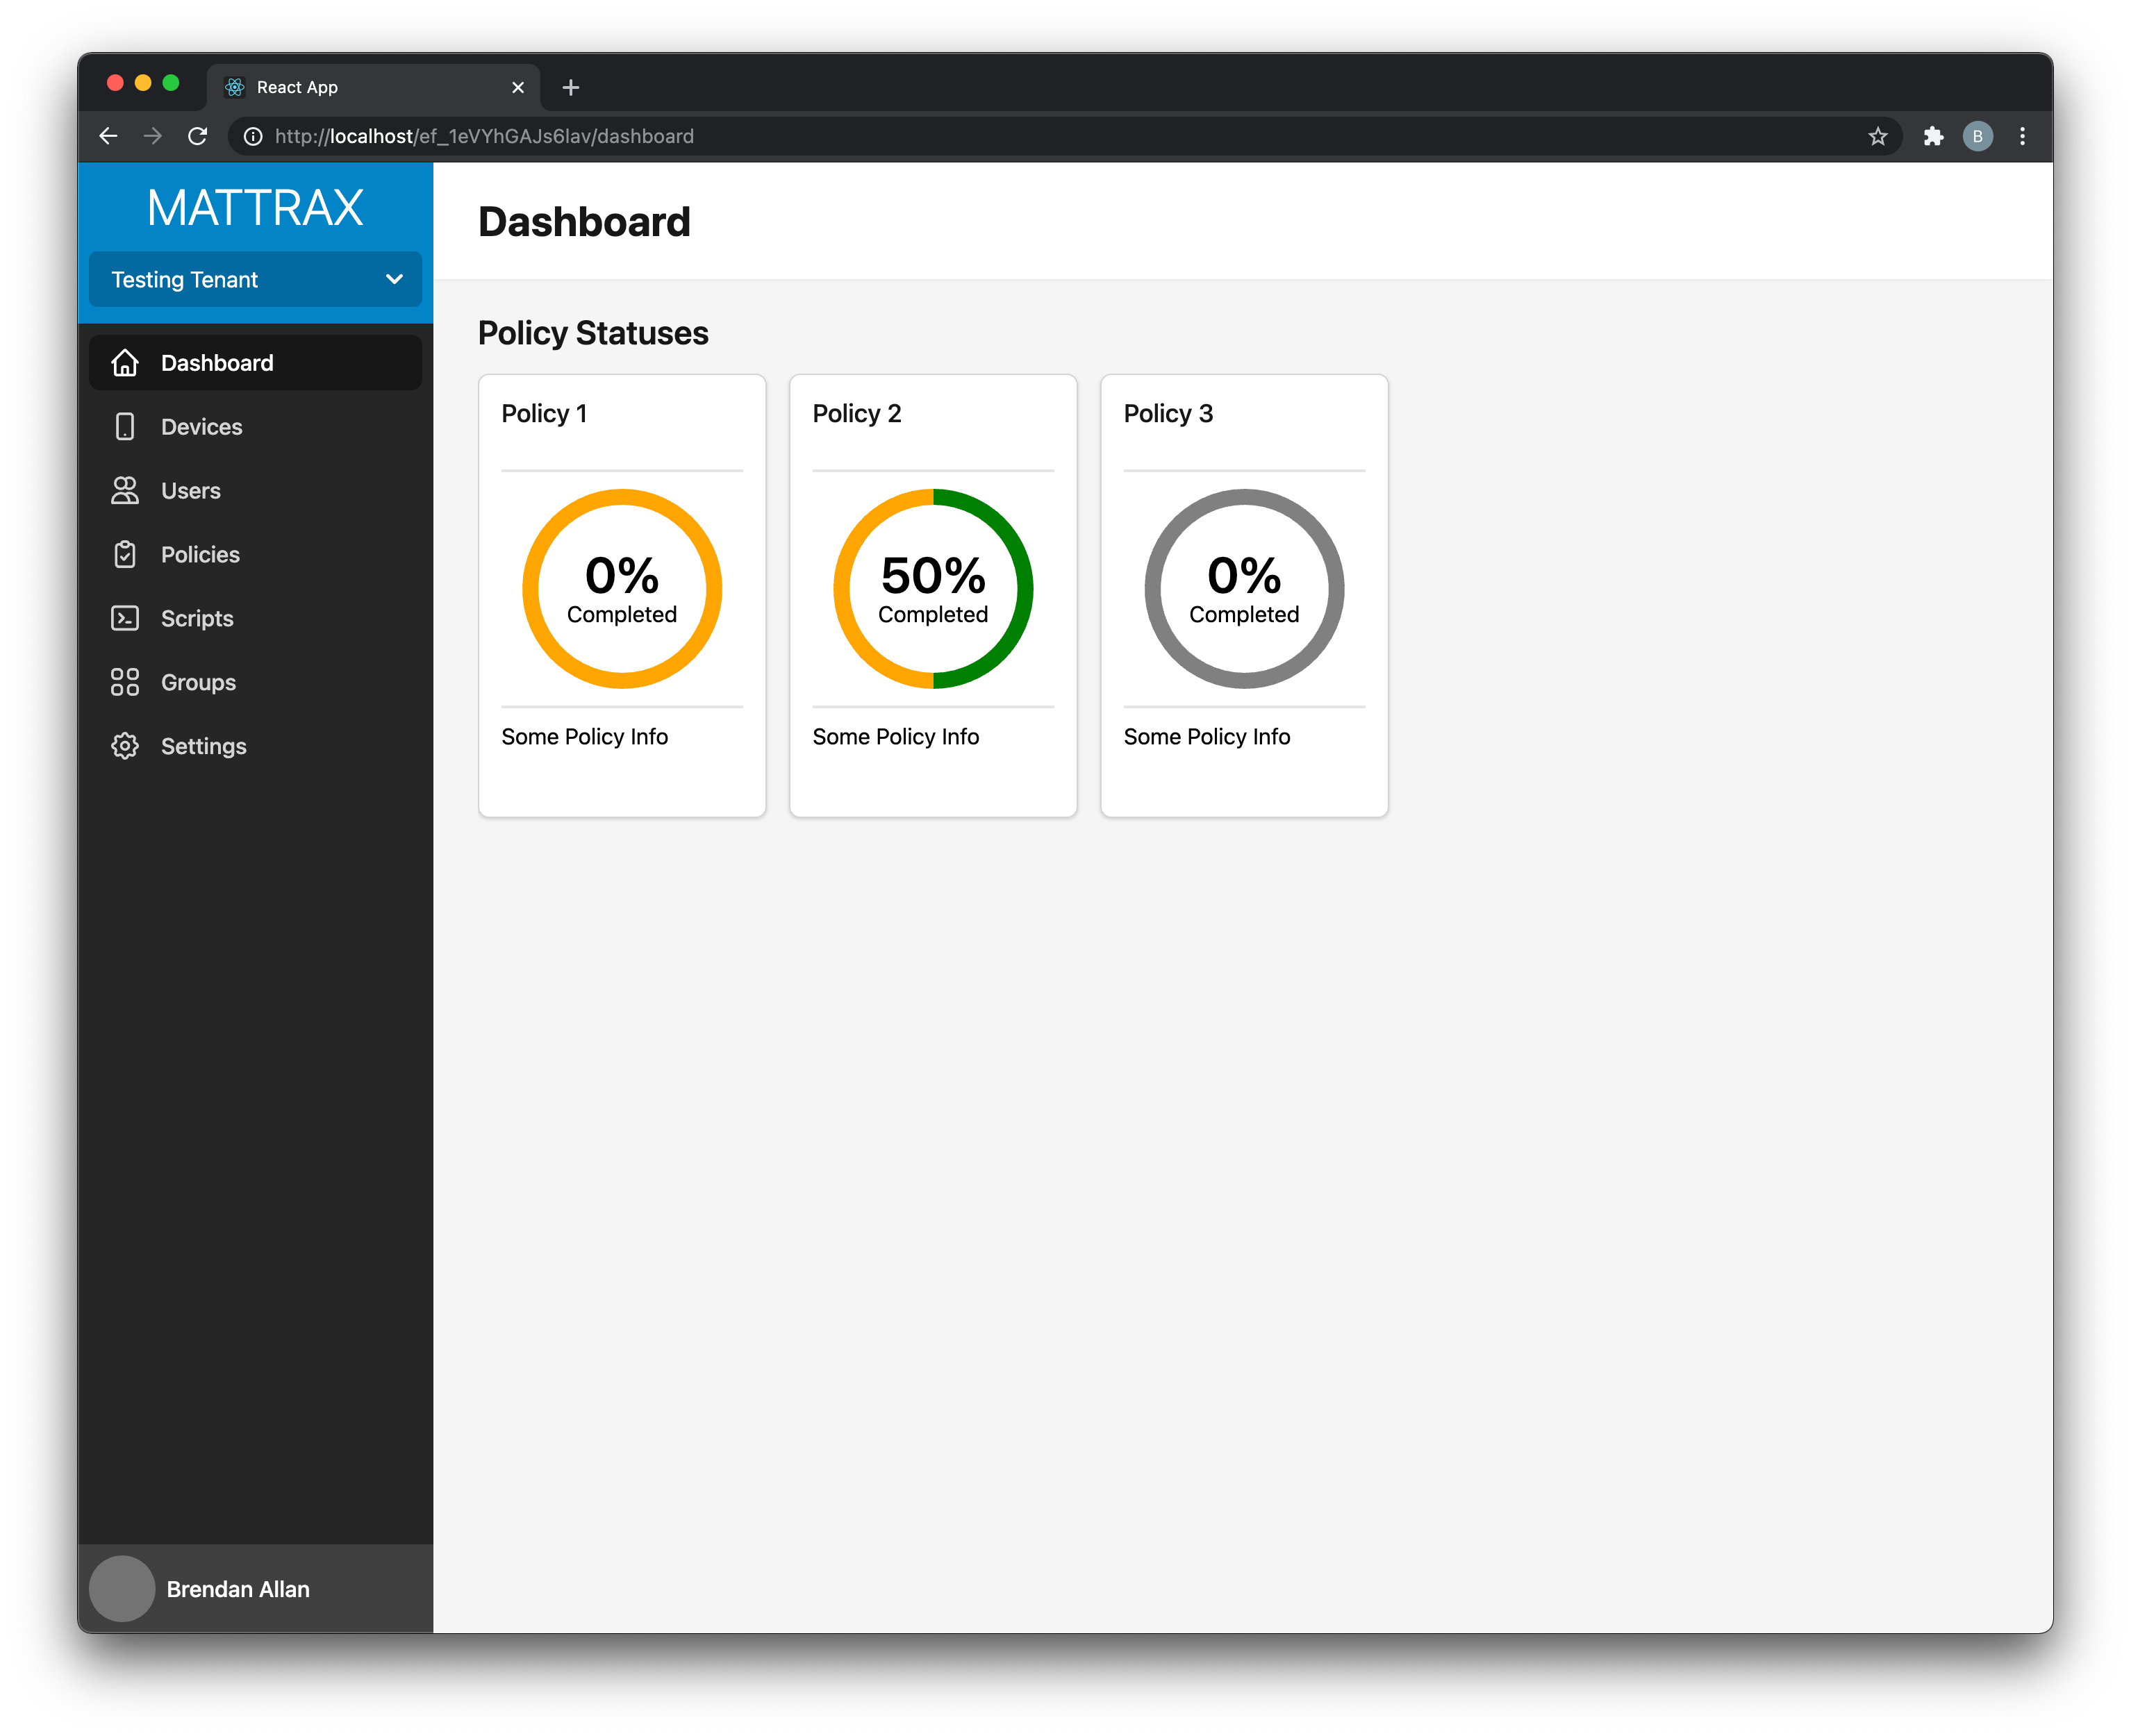 React App
http://localhost/ef_1eVYhGAJs6lav/dashboard
B
MATTRAX
Testing Tenant
Dashboard
Devices
Users
Policies
Scripts
Groups
Settings
Brendan Allan
Dashboard
Policy Statuses
Policy 1
0%
Completed
Some Policy Info
Policy 2
50%
Completed
Some Policy Info
Policy 3
0%
Completed
Some Policy Info